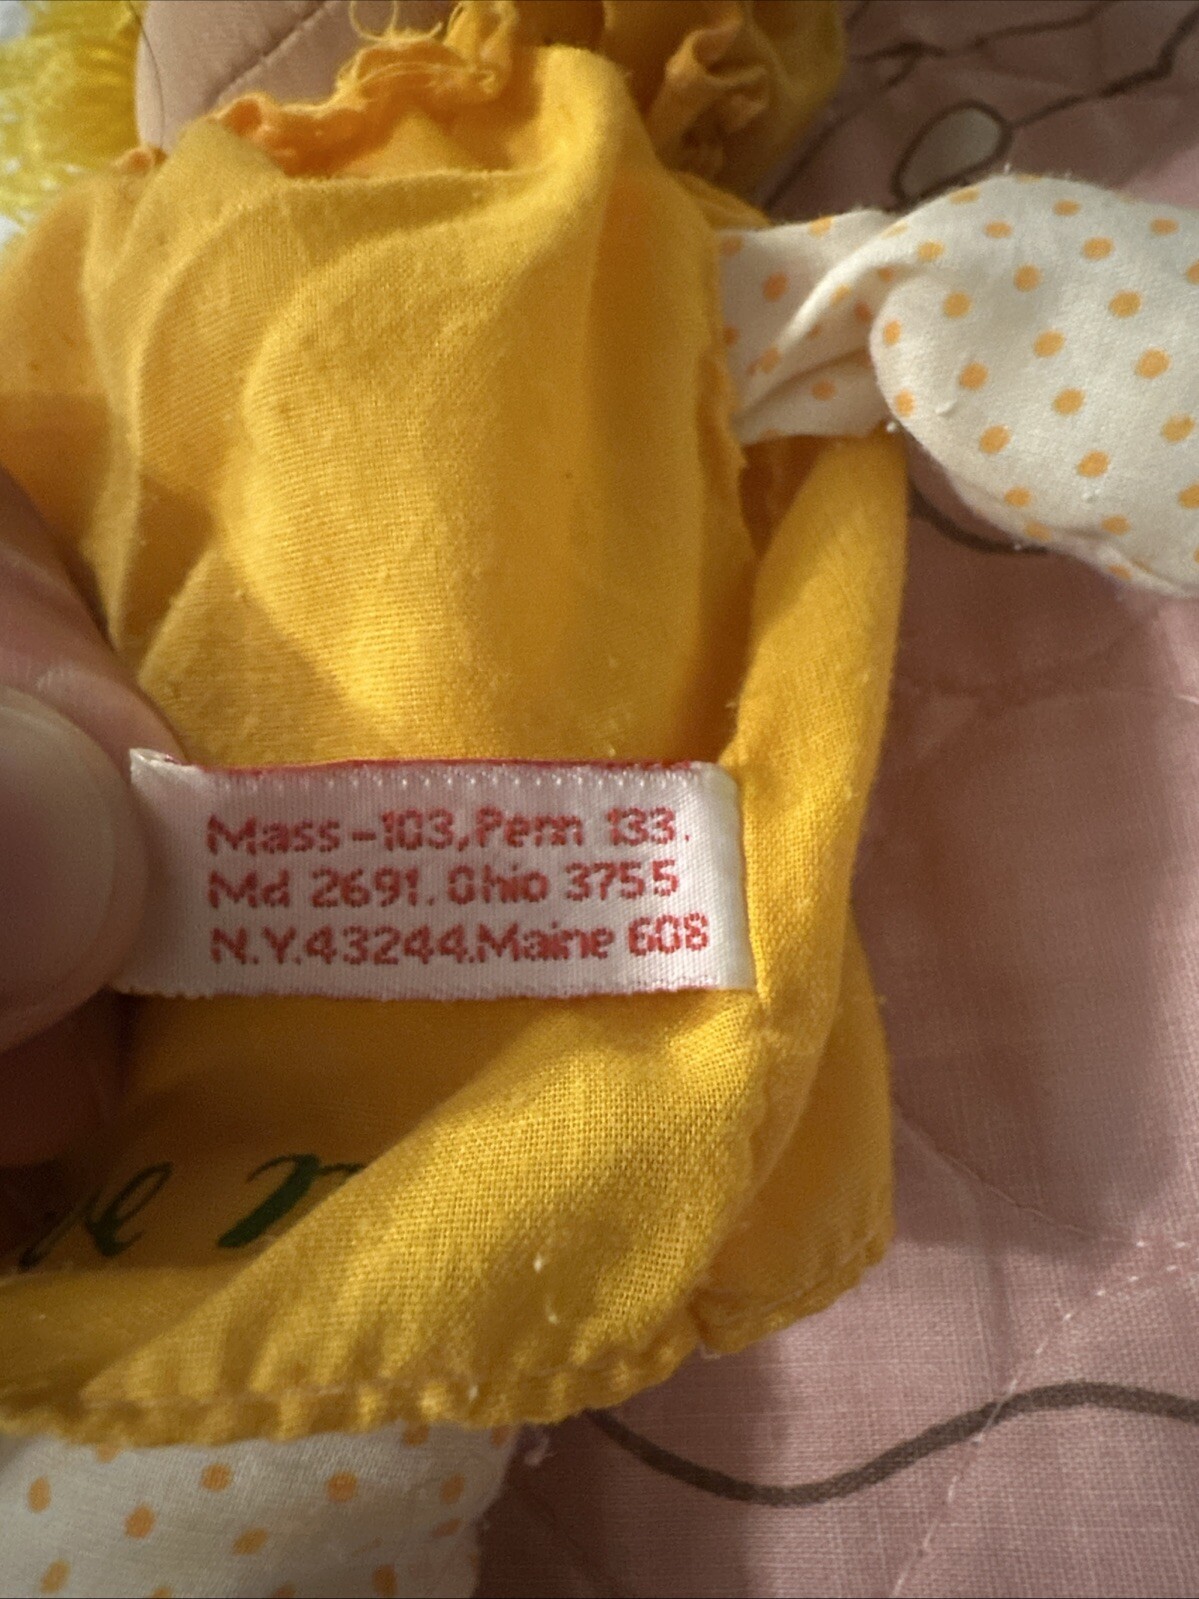 Mass-103,Penn 133.
Md 2691.Ohio 3755
N.Y.43244.Maine 608